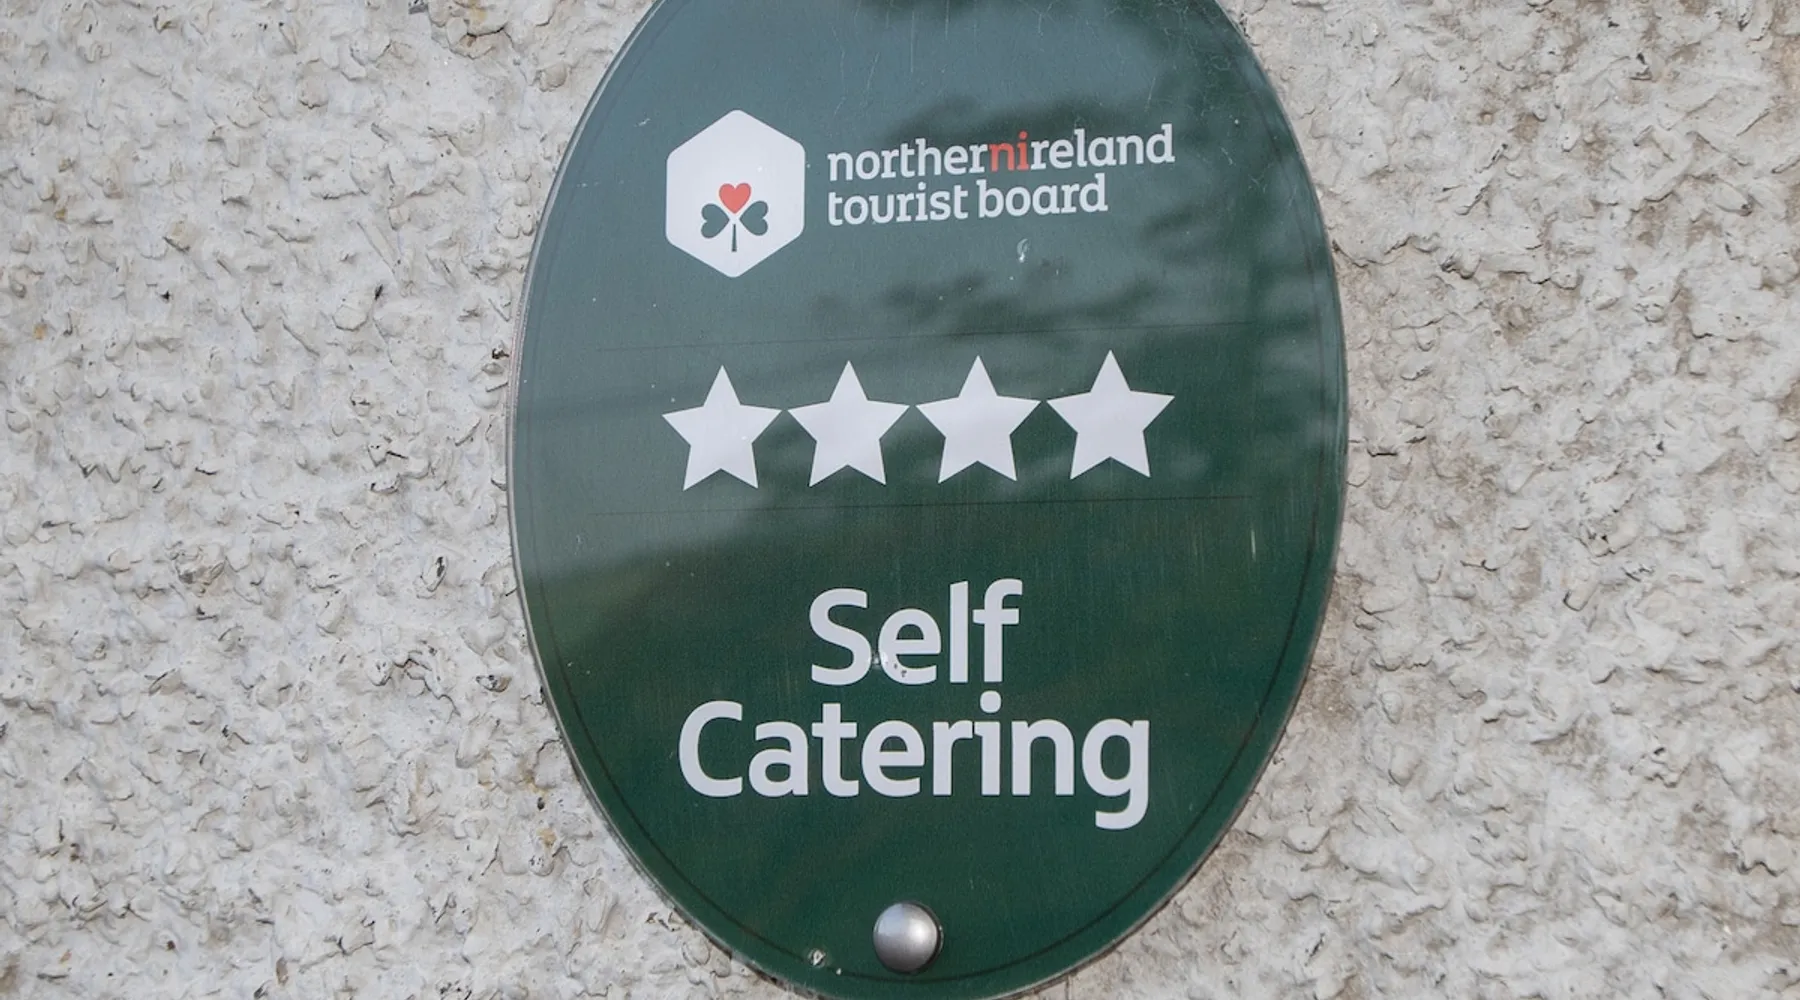 northernireland
tourist board
Self
Catering